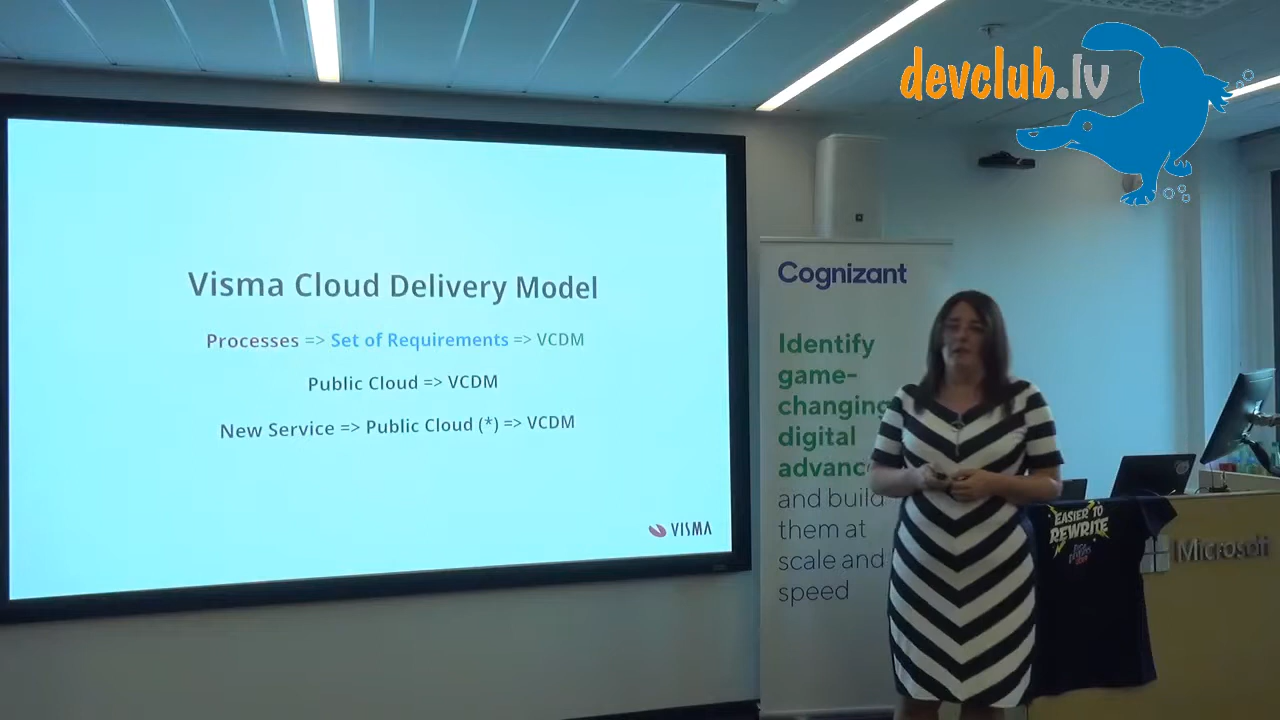 devclub.lv
Visma Cloud Delivery Model
Processes => Set of Requirements => VCDM
Public Cloud => VCDM
New Service => Public Cloud (*) => VCDM
VISMA
Cognizant
Identify
game-
changing
digital
and build
them at
scale and
speed
EASIER TO
REWRITE
Microsoft